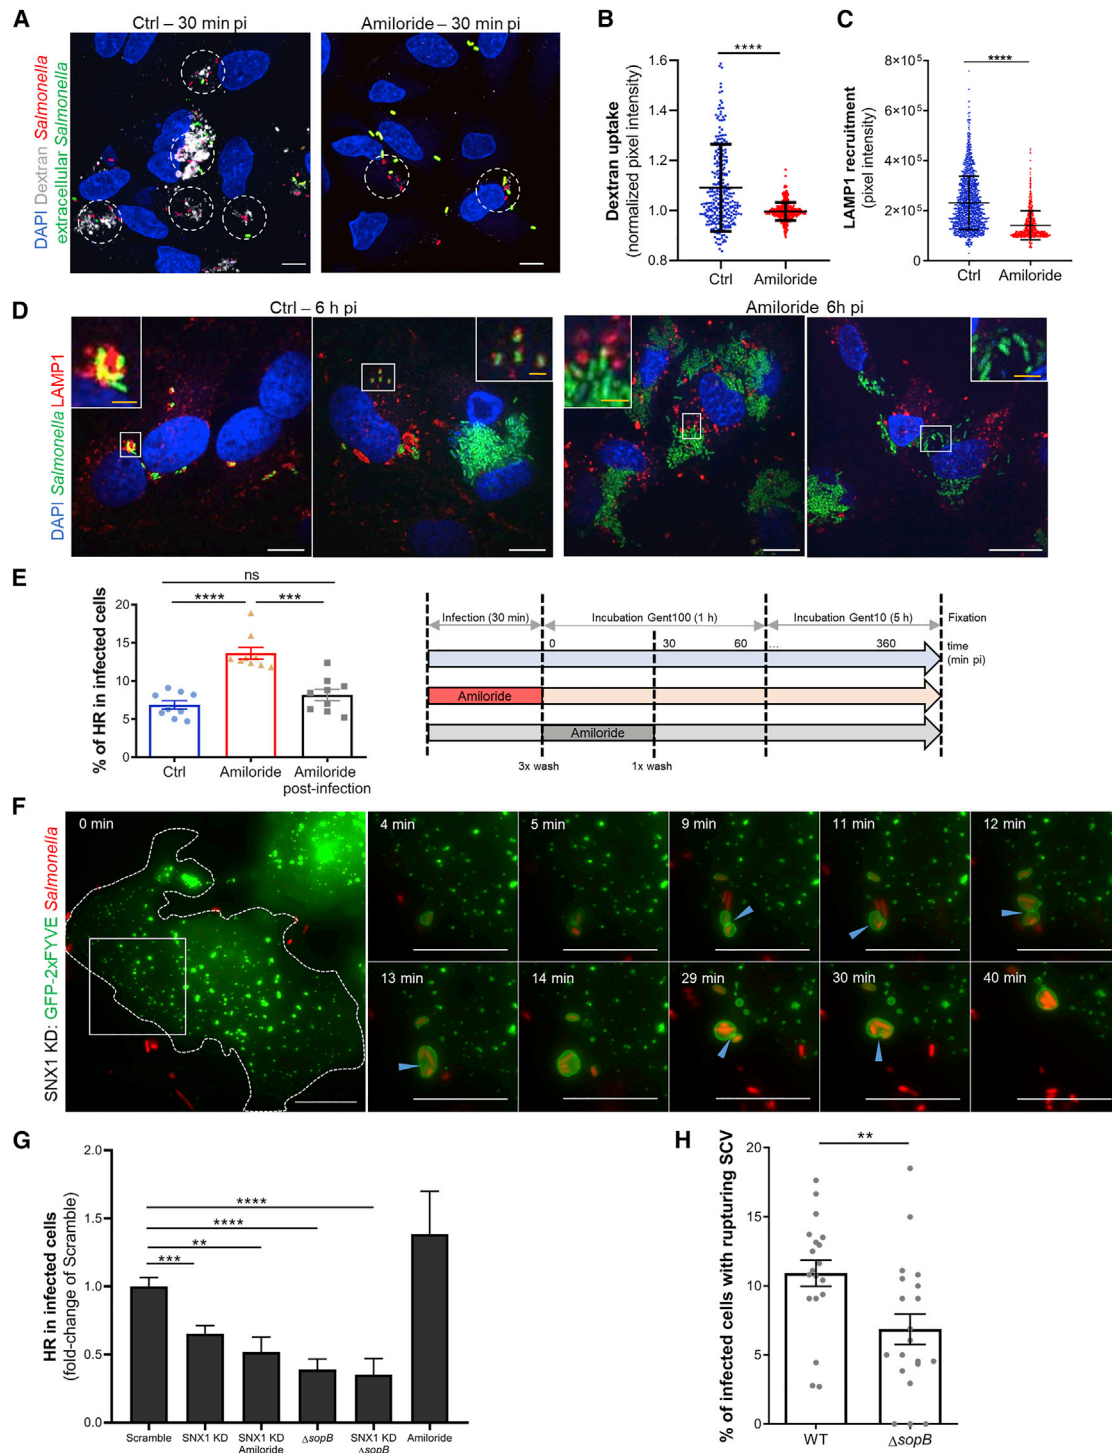 A
Ctrl – 30 min pi
Amiloride – 30 min pi
DAPI Dextran Salmonella
extracellular Salmonella
B
Dextran uptake
(normalized pixel intensity)
1.6
1.4
1.2
1.0
0.8
****
Ctrl
Amiloride
C
LAMP1 recruitment
(pixel intensity)
8×10⁵
6×10⁵
4×10⁵
2×10⁵
0
****
Ctrl
Amiloride
D
Ctrl – 6 h pi
Amiloride 6h pi
DAPI Salmonella LAMP1
E
% of HR in infected cells
20
15
10
5
0
ns
****
***
Ctrl
Amiloride
Amiloride
post-infection
Infection (30 min)
Incubation Gent100 (1 h)
Incubation Gent10 (5 h)
Fixation
0
30
60
...
360
time
(min pi)
Amiloride
Amiloride
3x wash
1x wash
F
SNX1 KD: GFP-2xFYVE Salmonella
0 min
4 min
5 min
9 min
11 min
12 min
13 min
14 min
29 min
30 min
40 min
G
HR in infected cells
(fold-change of Scramble)
2.0
1.5
1.0
0.5
0.0
****
****
**
***
Scramble
SNX1 KD
SNX1 KD
Amiloride
ΔsopB
SNX1 KD
ΔsopB
Amiloride
H
% of infected cells with rupturing SCV
20
15
10
5
0
**
WT
ΔsopB